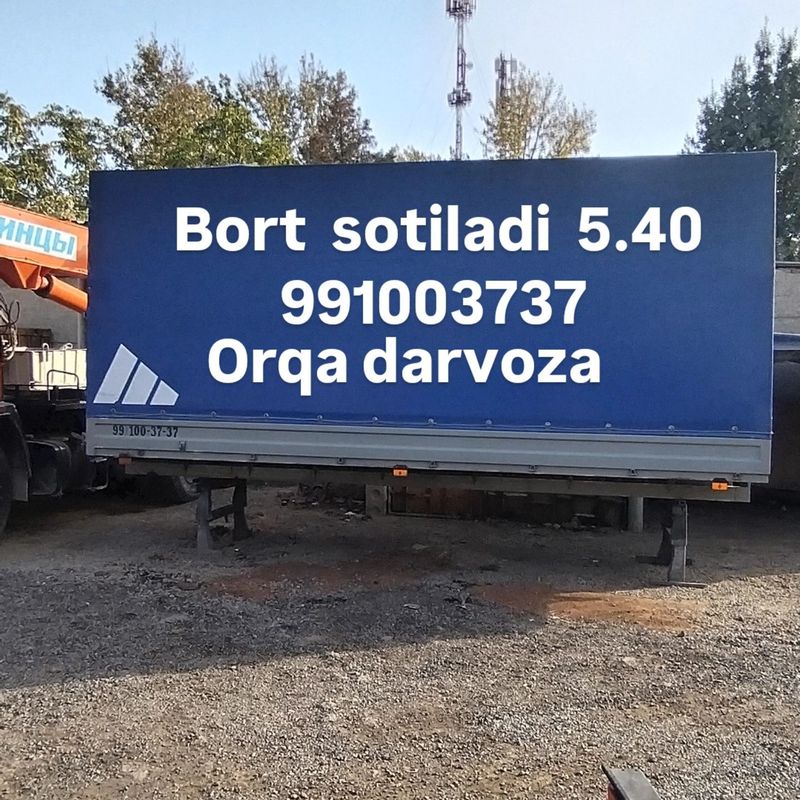 Bort sotiladi 5.40
991003737
Orqa darvoza
ИНЦЫ
99/100-37-37